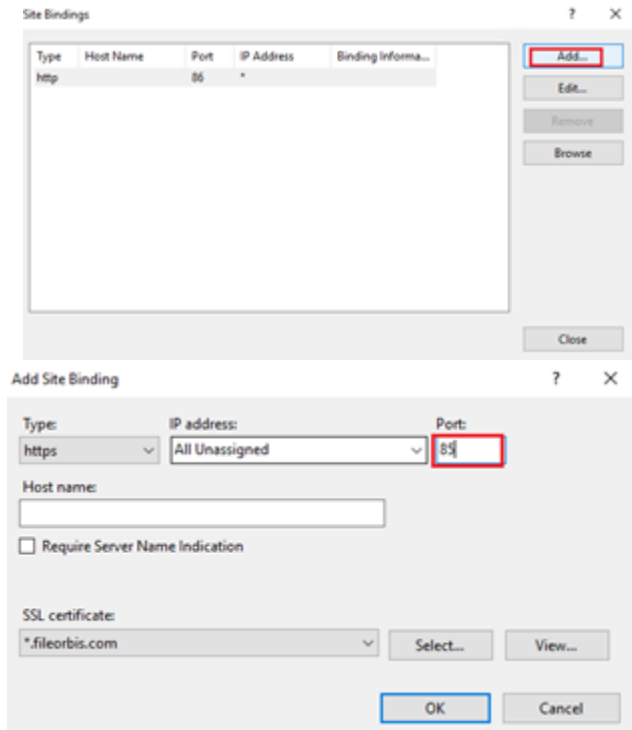 Site Bindings ? ×
Type Host Name Port IP Address Binding Informa...
http 86 *
Add...
Edit...
Remove
Browse
Close
Add Site Binding ? ×
Type: IP address: Port:
https All Unassigned 85
Host name:
Require Server Name Indication
SSL certificate:
*.fileorbis.com Select... View...
OK Cancel